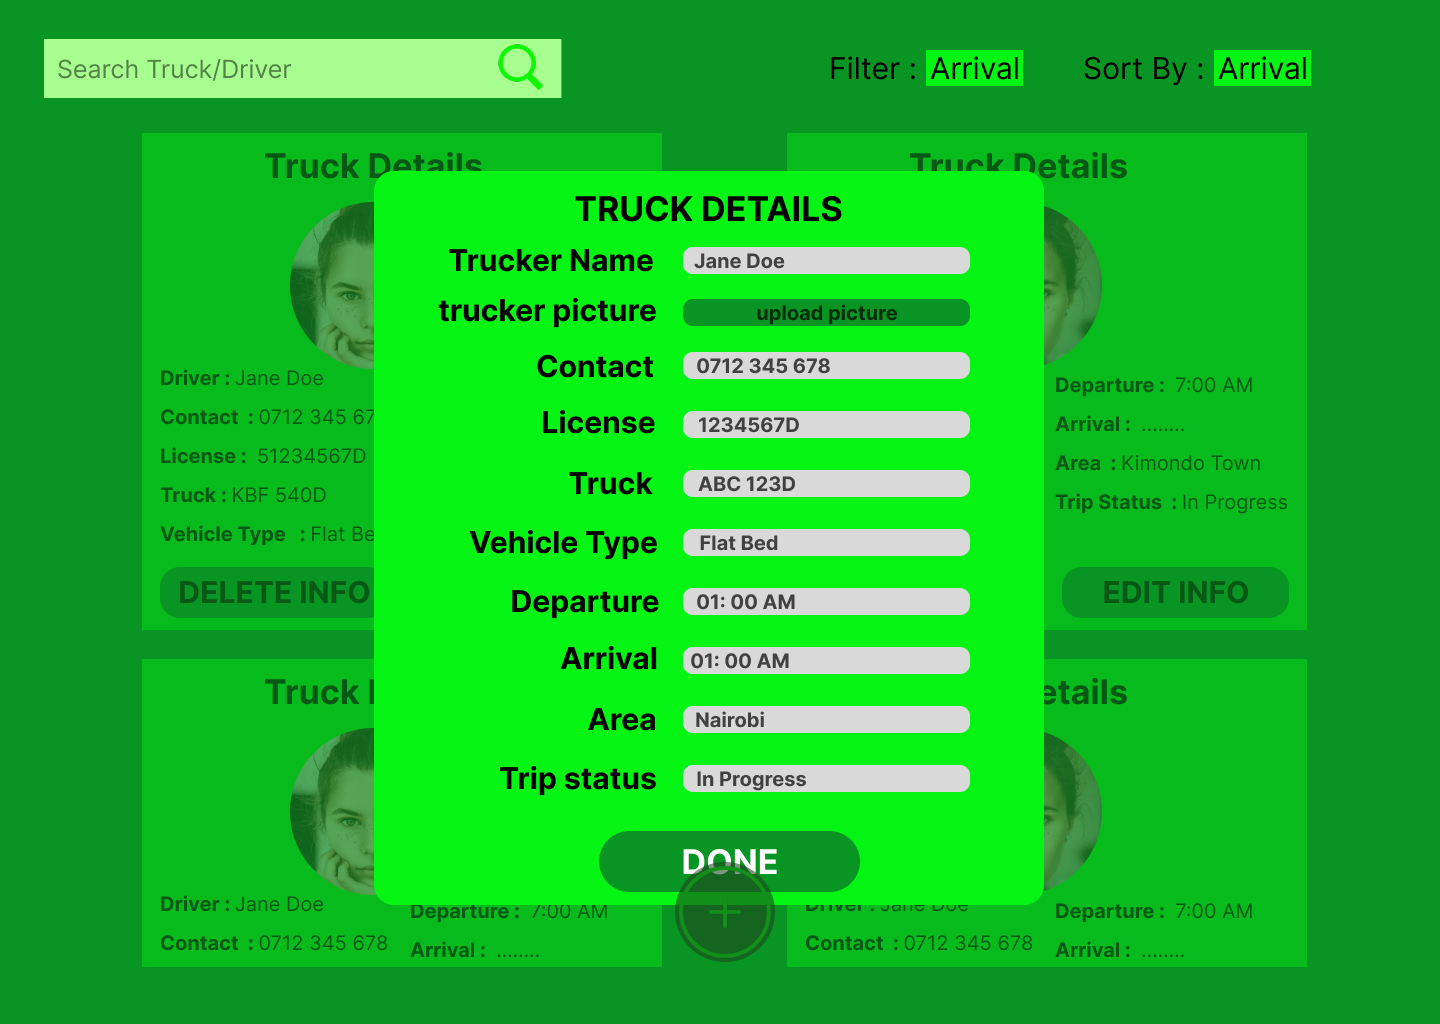 Search Truck/Driver
Filter : Arrival
Sort By : Arrival
Truck Details
Truck Details
TRUCK DETAILS
Trucker Name Jane Doe
trucker picture upload picture
Contact 0712 345 678
License 1234567D
Truck ABC 123D
Vehicle Type Flat Bed
Departure 01: 00 AM
Arrival 01: 00 AM
Area Nairobi
Trip status In Progress
DONE
Driver : Jane Doe
Contact : 0712 345 67
License : 51234567D
Truck : KBF 540D
Vehicle Type : Flat Be
DELETE INFO
Departure : 7:00 AM
Arrival : ........
Area : Kimondo Town
Trip Status : In Progress
EDIT INFO
Truck
etails
Driver : Jane Doe
Contact : 0712 345 678
Departure : 7:00 AM
Arrival : ........
Driver : Jane Doe
Contact : 0712 345 678
Departure : 7:00 AM
Arrival : ........